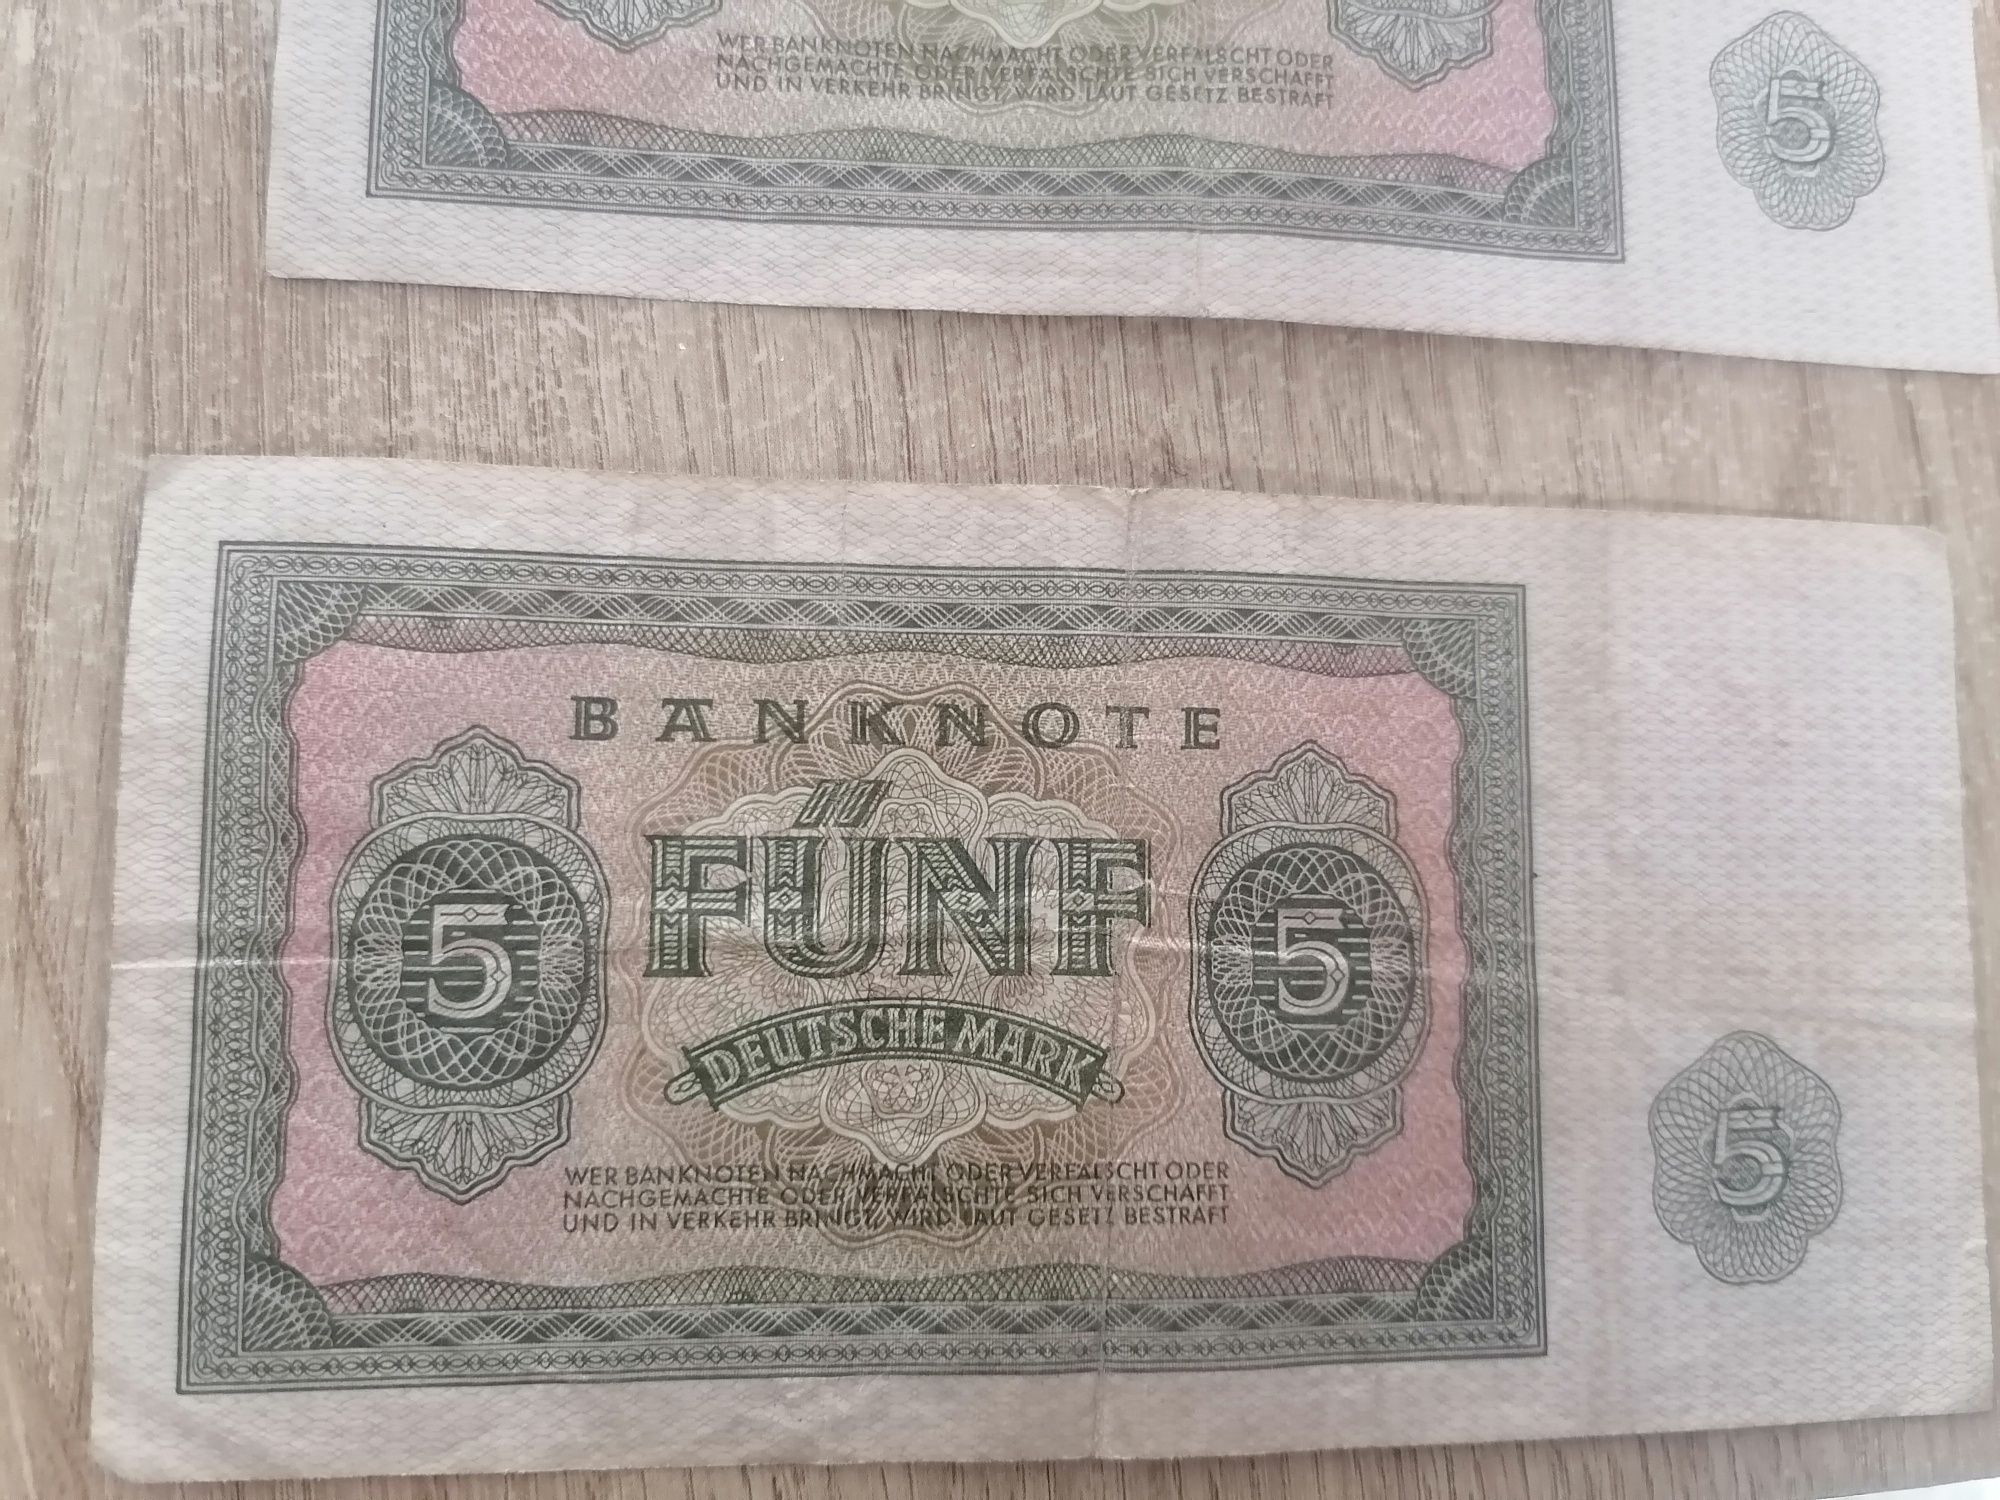 WER BANKNOTEN NACHMACHT ODER VERFÄLSCHT ODER
NACHGEMACHTE ODER VERFÄLSCHTE SICH VERSCHAFFT
UND IN VERKEHR BRINGT, WIRD LAUT GESETZ BESTRAFT
5
BANKNOTE
FÜNF
5
5
DEUTSCHE MARK
WER BANKNOTEN NACHMACHT ODER VERFÄLSCHT ODER
NACHGEMACHTE ODER VERFÄLSCHTE SICH VERSCHAFFT
UND IN VERKEHR BRINGT, WIRD LAUT GESETZ BESTRAFT
5